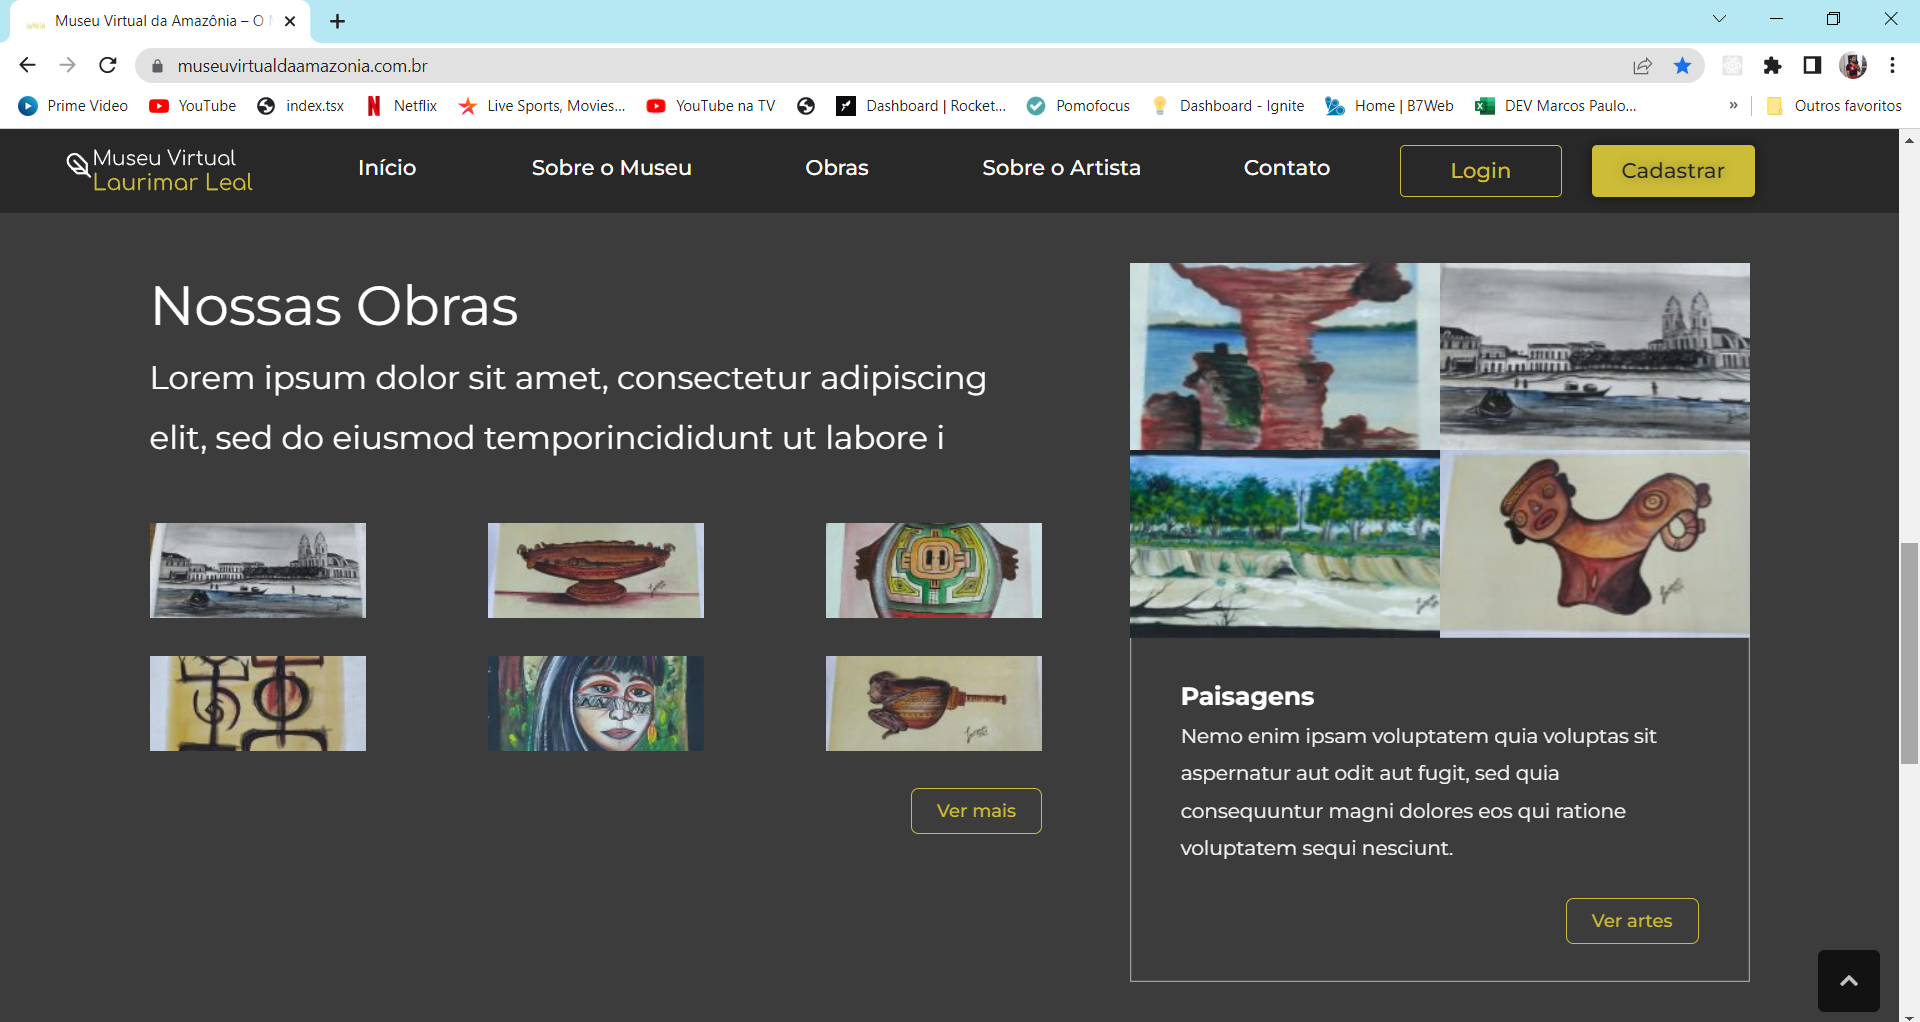 Museu Virtual da Amazônia – O
museuvirtualdaamazonia.com.br
Prime Video YouTube index.tsx Netflix Live Sports, Movies... YouTube na TV Dashboard | Rocket... Pomofocus Dashboard - Ignite Home | B7Web DEV Marcos Paulo... » Outros favoritos
Museu Virtual
Laurimar Leal
Início Sobre o Museu Obras Sobre o Artista Contato Login Cadastrar
Nossas Obras
Lorem ipsum dolor sit amet, consectetur adipiscing
elit, sed do eiusmod temporincididunt ut labore i
Ver mais
Paisagens
Nemo enim ipsam voluptatem quia voluptas sit
aspernatur aut odit aut fugit, sed quia
consequuntur magni dolores eos qui ratione
voluptatem sequi nesciunt.
Ver artes